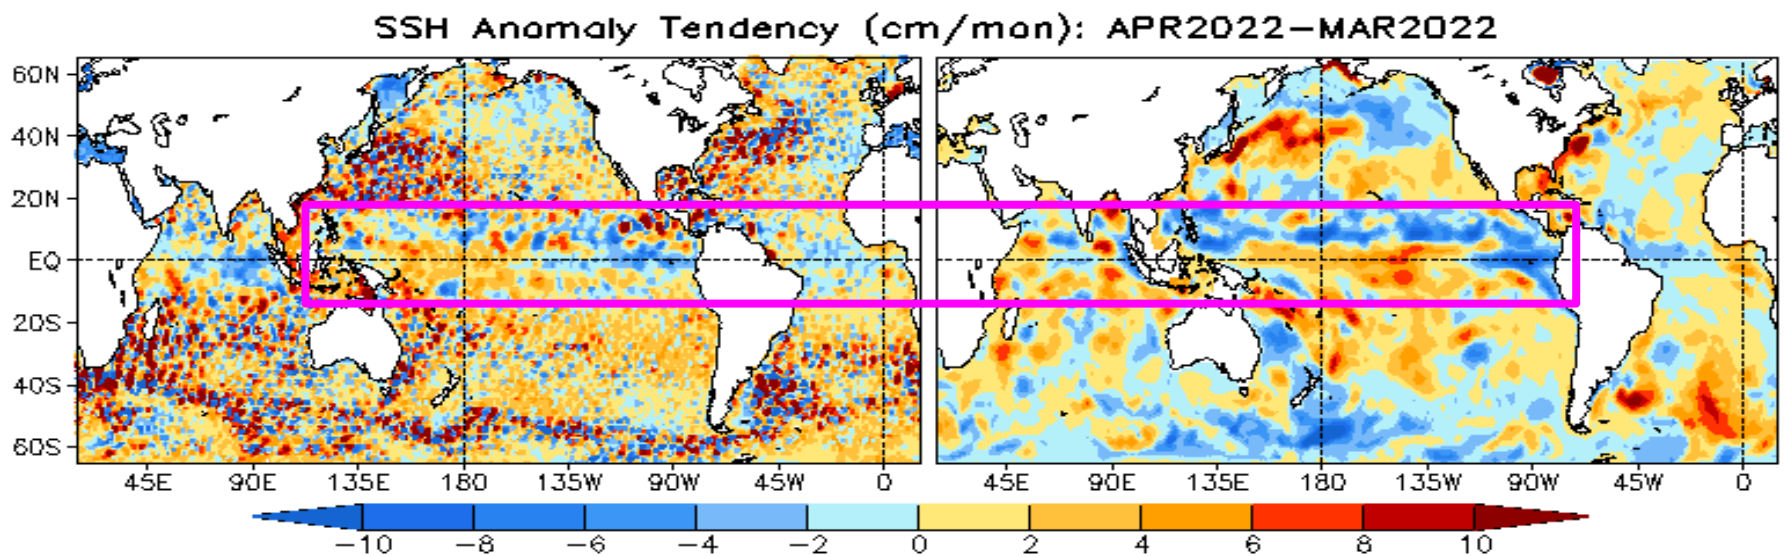 SSH Anomaly Tendency (cm/mon): APR2022−MAR2022
60N
40N
20N
EQ
20S
40S
60S
45E 90E 135E 180 135W 90W 45W 0 45E 90E 135E 180 135W 90W 45W 0
−10 −8 −6 −4 −2 0 2 4 6 8 10